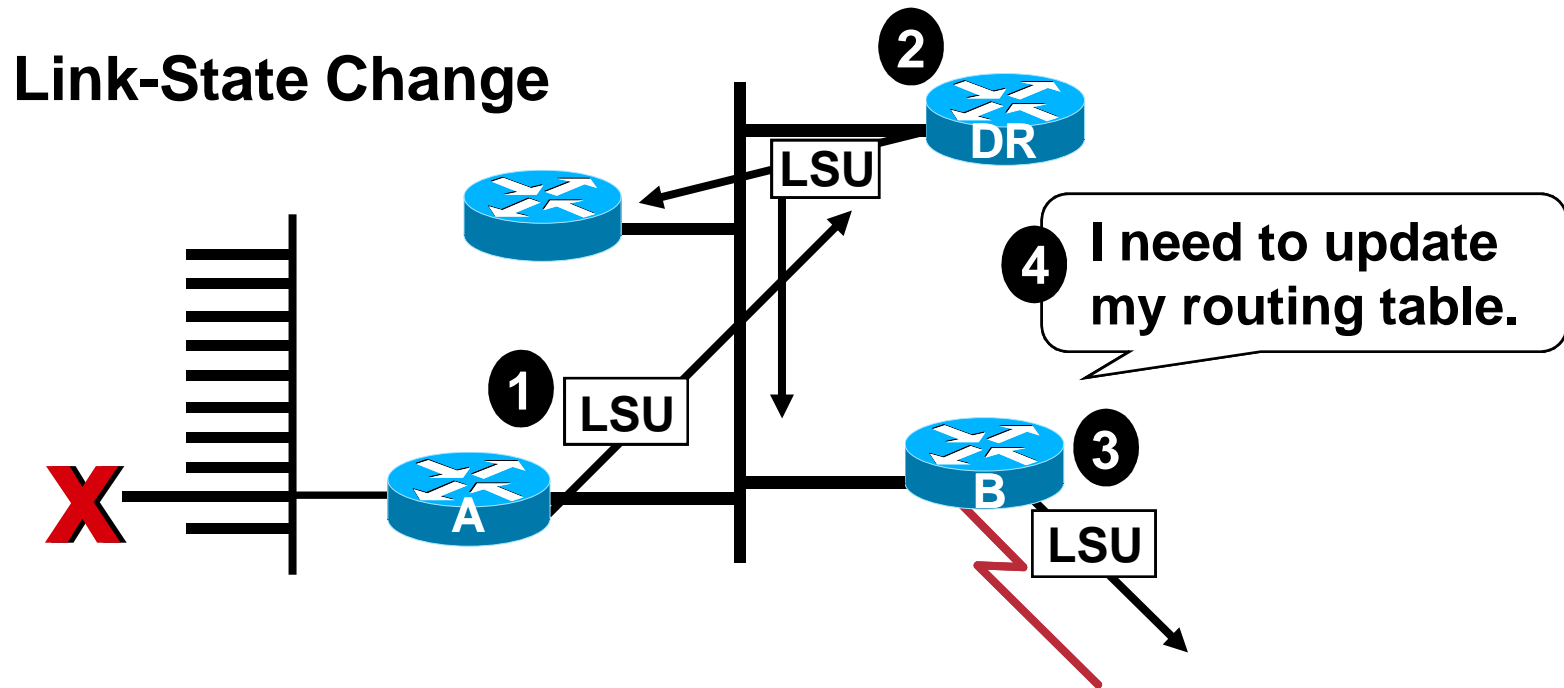 Link-State Change
2
DR
LSU
4
I need to update
my routing table.
1
LSU
A
3
B
LSU
X